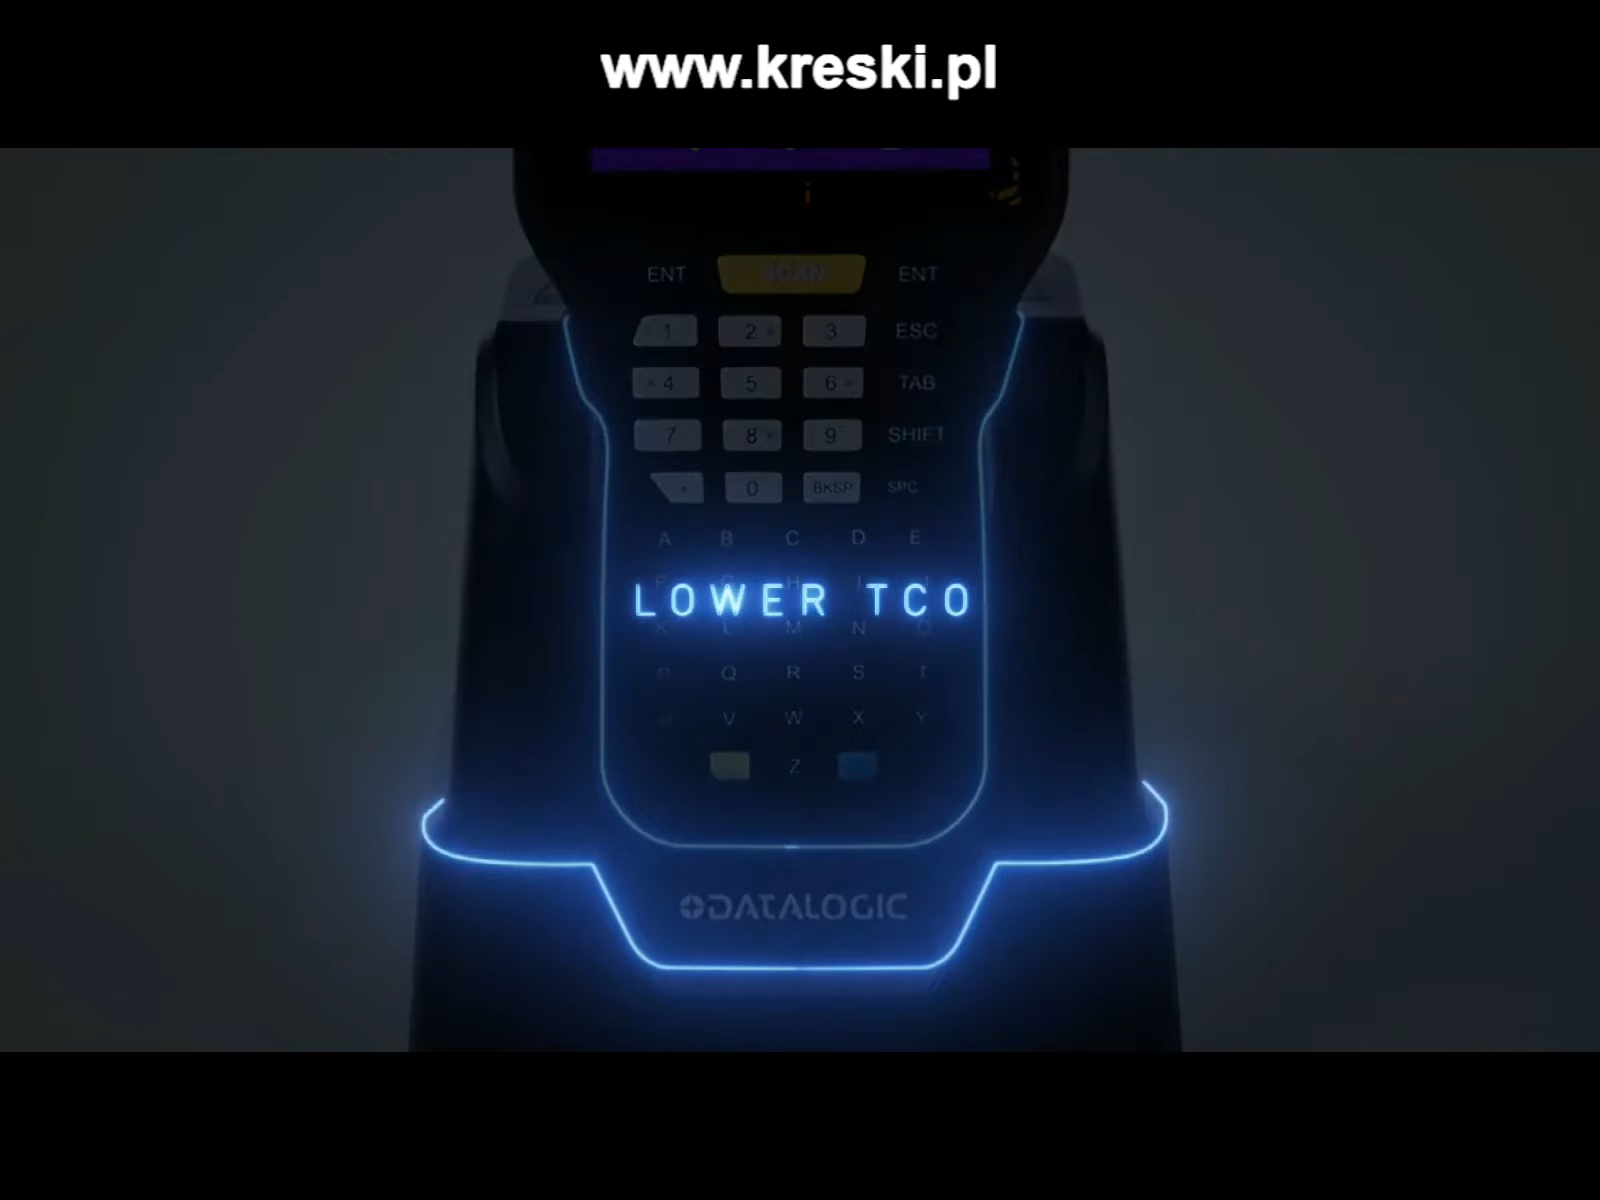 www.kreski.pl
ENT SCAN ENT
1 2 3 ESC
4 5 6 TAB
7 8 9 SHIFT
0 BKSP SPC
A B C D E
LOWER TCO
K L M N O
Q R S T
V W X Y
Z
DATALOGIC